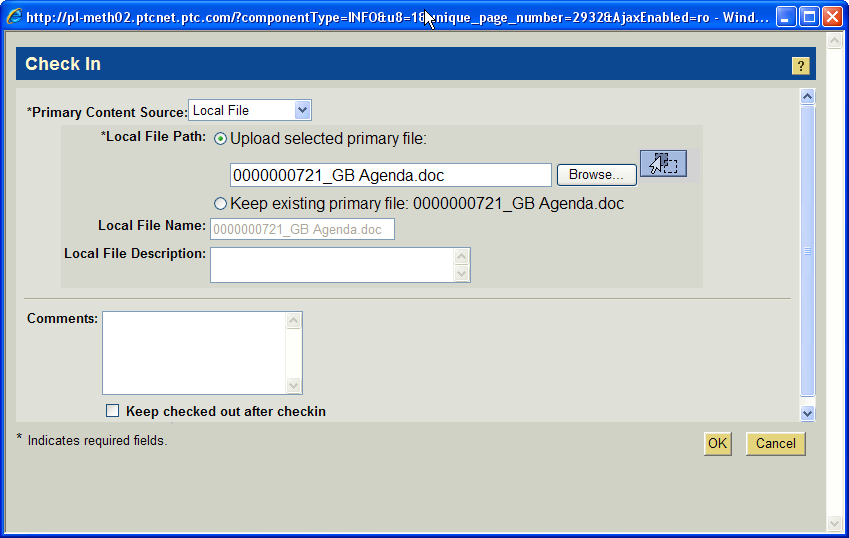 http://pl-meth02.ptcnet.ptc.com/?componentType=INFO&u8=1& enique_page_number=2932&AjaxEnabled=ro - Wind...
Check In
?
*Primary Content Source: Local File
*Local File Path: Upload selected primary file:
0000000721_GB Agenda.doc Browse...
Keep existing primary file: 0000000721_GB Agenda.doc
Local File Name: 0000000721_GB Agenda.doc
Local File Description:
Comments:
Keep checked out after checkin
* Indicates required fields.
OK Cancel